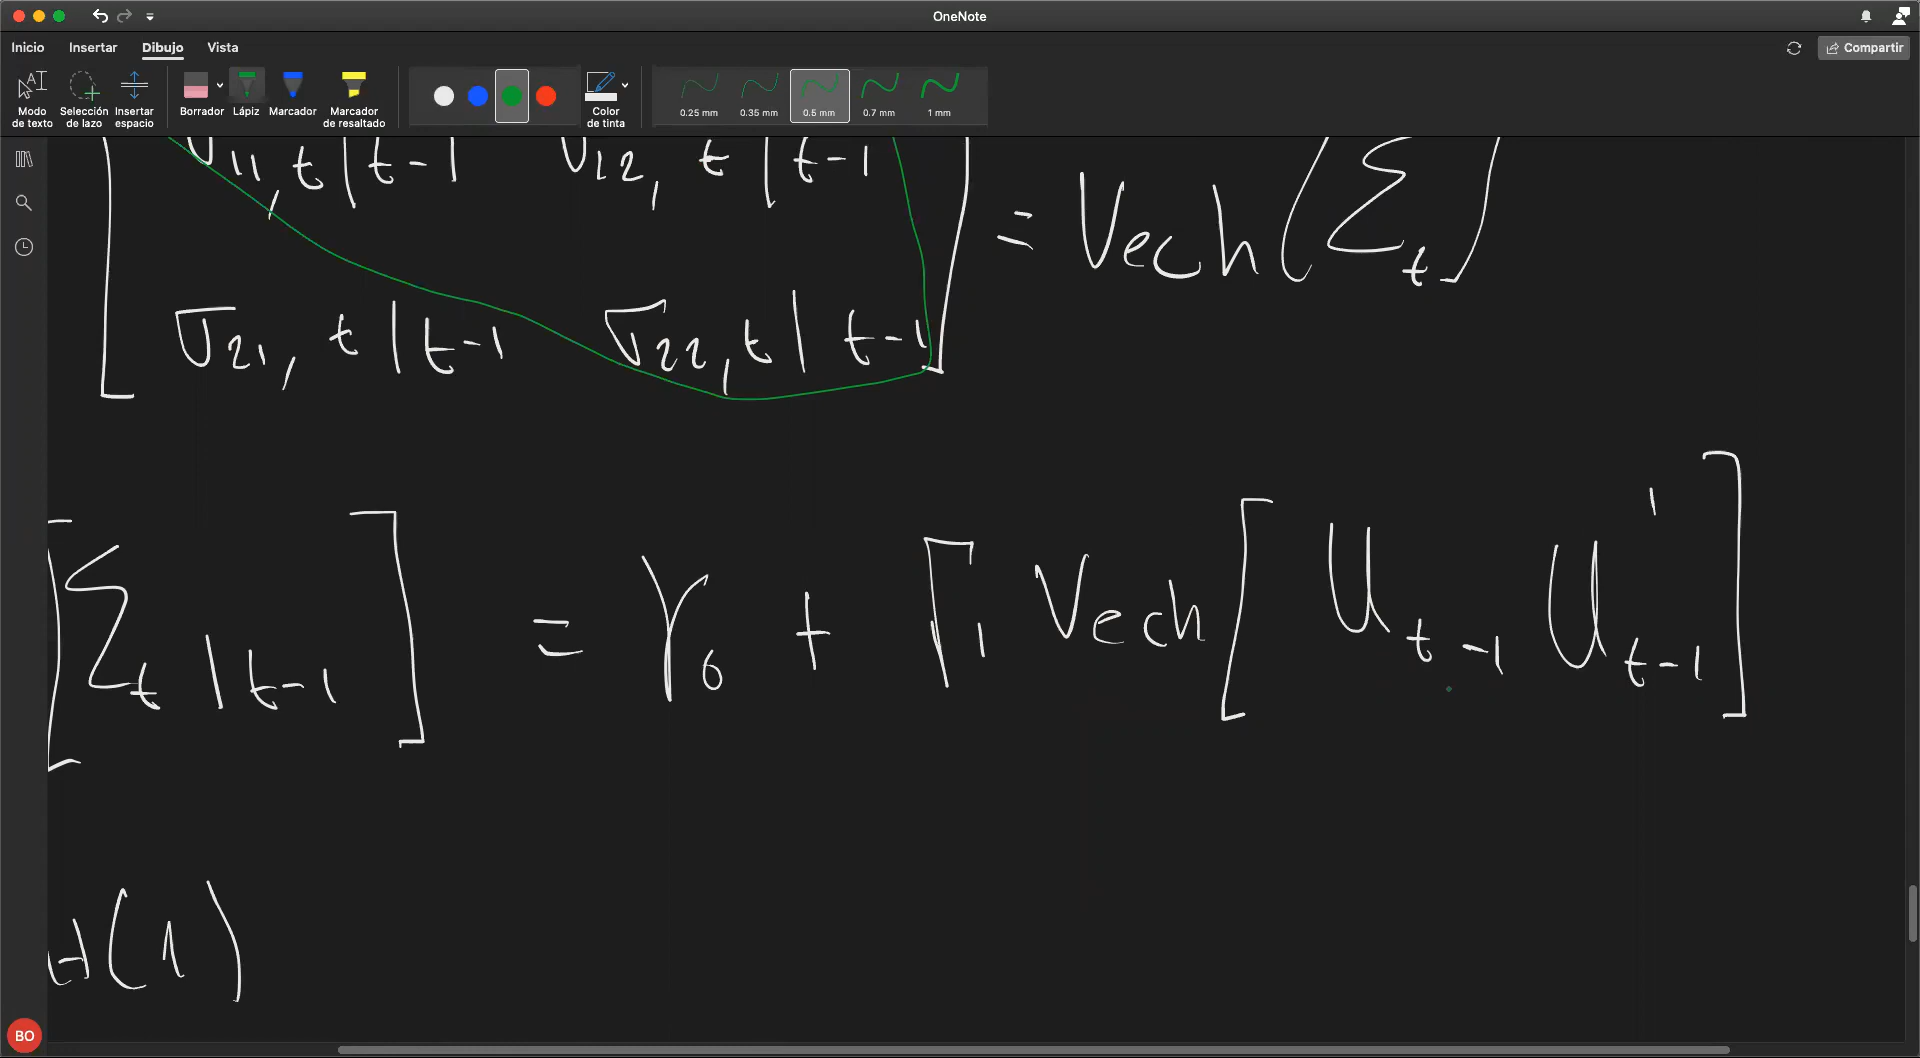 OneNote
Inicio Insertar Dibujo Vista
Compartir
Modo de texto Selección de lazo Insertar espacio Borrador Lápiz Marcador Marcador de resaltado Color de tinta 0.25 mm 0.35 mm 0.5 mm 0.7 mm 1 mm
σ11, t | t-1 σ12, t | t-1
= Vech(Σt)
σ21, t | t-1 σ22, t | t-1
[Σt | t-1] = γ0 + Γ1 Vech[Ut-1 U't-1]
H(1)
BO